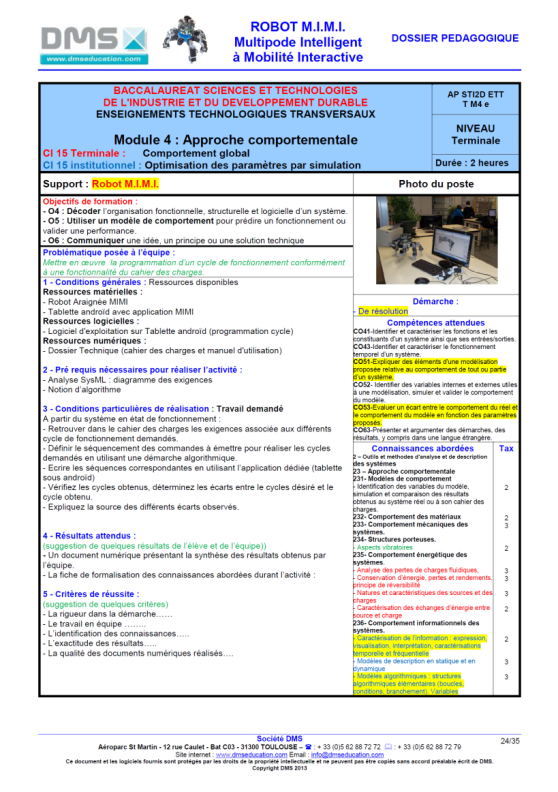 DMS
www.dmseducation.com
ROBOT M.I.M.I.
Multipode Intelligent
à Mobilité Interactive
DOSSIER PEDAGOGIQUE
BACCALAUREAT SCIENCES ET TECHNOLOGIES
DE L'INDUSTRIE ET DU DEVELOPPEMENT DURABLE
ENSEIGNEMENTS TECHNOLOGIQUES TRANSVERSAUX
Module 4 : Approche comportementale
CI 15 Terminale : Comportement global
CI 15 institutionnel : Optimisation des paramètres par simulation
AP STI2D ETT
T M4 e
NIVEAU
Terminale
Durée : 2 heures
Support : Robot M.I.M.I.
Photo du poste
Objectifs de formation :
- O4 : Décoder l'organisation fonctionnelle, structurelle et logicielle d'un système.
- O5 : Utiliser un modèle de comportement pour prédire un fonctionnement ou
valider une performance.
- O6 : Communiquer une idée, un principe ou une solution technique
Problématique posée à l'équipe :
Mettre en œuvre la programmation d'un cycle de fonctionnement conformément
à une fonctionnalité du cahier des charges.
1 - Conditions générales : Ressources disponibles
Ressources matérielles :
- Robot Araignée MIMI
- Tablette androïd avec application MIMI
Ressources logicielles :
- Logiciel d'exploitation sur Tablette androïd (programmation cycle)
Ressources numériques :
- Dossier Technique (cahier des charges et manuel d'utilisation)
2 - Pré requis nécessaires pour réaliser l'activité :
- Analyse SysML : diagramme des exigences
- Notion d'algorithme
3 - Conditions particulières de réalisation : Travail demandé
A partir du système en état de fonctionnement :
- Retrouver dans le cahier des charges les exigences associée aux différents
cycle de fonctionnement demandés.
- Définir le séquencement des commandes à émettre pour réaliser les cycles
demandés en utilisant une démarche algorithmique.
- Ecrire les séquences correspondantes en utilisant l'application dédiée (tablette
sous androïd)
- Vérifiez les cycles obtenus, déterminez les écarts entre le cycles désiré et le
cycle obtenu.
- Expliquez la source des différents écarts observés.
4 - Résultats attendus :
(suggestion de quelques résultats de l'élève et de l'équipe))
- Un document numérique présentant la synthèse des résultats obtenus par
l'équipe.
- La fiche de formalisation des connaissances abordées durant l'activité :
5 - Critères de réussite :
(suggestion de quelques critères)
- La rigueur dans la démarche……
- Le travail en équipe ……..
- L'identification des connaissances…..
- L'exactitude des résultats…..
- La qualité des documents numériques réalisés….
Démarche :
- De résolution
Compétences attendues
CO41-Identifier et caractériser les fonctions et les
constituants d'un système ainsi que ses entrées/sorties.
CO43-Identifier et caractériser le fonctionnement
temporel d'un système.
CO51-Expliquer des éléments d'une modélisation
proposée relative au comportement de tout ou partie
d'un système.
CO52- Identifier des variables internes et externes utiles
à une modélisation, simuler et valider le comportement
du modèle.
CO53-Evaluer un écart entre le comportement du réel et
le comportement du modèle en fonction des paramètres
proposés.
CO63-Présenter et argumenter des démarches, des
résultats, y compris dans une langue étrangère.
Connaissances abordées Tax
2 – Outils et méthodes d'analyse et de description
des systèmes
23 – Approche comportementale
231- Modèles de comportement
- Identification des variables du modèle,
simulation et comparaison des résultats
obtenus au système réel ou à son cahier des
charges. 2
232- Comportement des matériaux 2
233- Comportement mécaniques des
systèmes. 3
234- Structures porteuses.
- Aspects vibratoires 2
235- Comportement énergétique des
systèmes.
- Analyse des pertes de charges fluidiques, 3
- Conservation d'énergie, pertes et rendements,
principe de réversibilité 3
- Natures et caractéristiques des sources et des
charges 3
- Caractérisation des échanges d'énergie entre
source et charge 2
236- Comportement informationnels des
systèmes.
- Caractérisation de l'information : expression,
visualisation, interprétation, caractérisations
temporelle et fréquentielle 2
- Modèles de description en statique et en
dynamique 3
- Modèles algorithmiques : structures
algorithmiques élémentaires (boucles,
conditions, branchement). Variables 3
Société DMS
Aéroparc St Martin - 12 rue Caulet - Bat C03 - 31300 TOULOUSE – ☎ : + 33 (0)5 62 88 72 72 📖 : + 33 (0)5 62 88 72 79
Site internet : www.dmseducation.com Email : info@dmseducation.com
Ce document et les logiciels fournis sont protégés par les droits de la propriété intellectuelle et ne peuvent pas être copiés sans accord préalable écrit de DMS.
Copyright DMS 2013
24/35